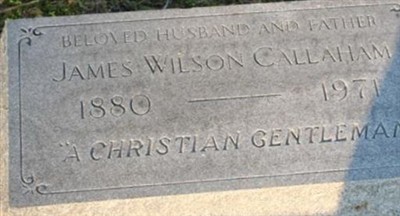 BELOVED HUSBAND AND FATHER
JAMES WILSON CALLAHAM
1880 — 1971
"A CHRISTIAN GENTLEMAN